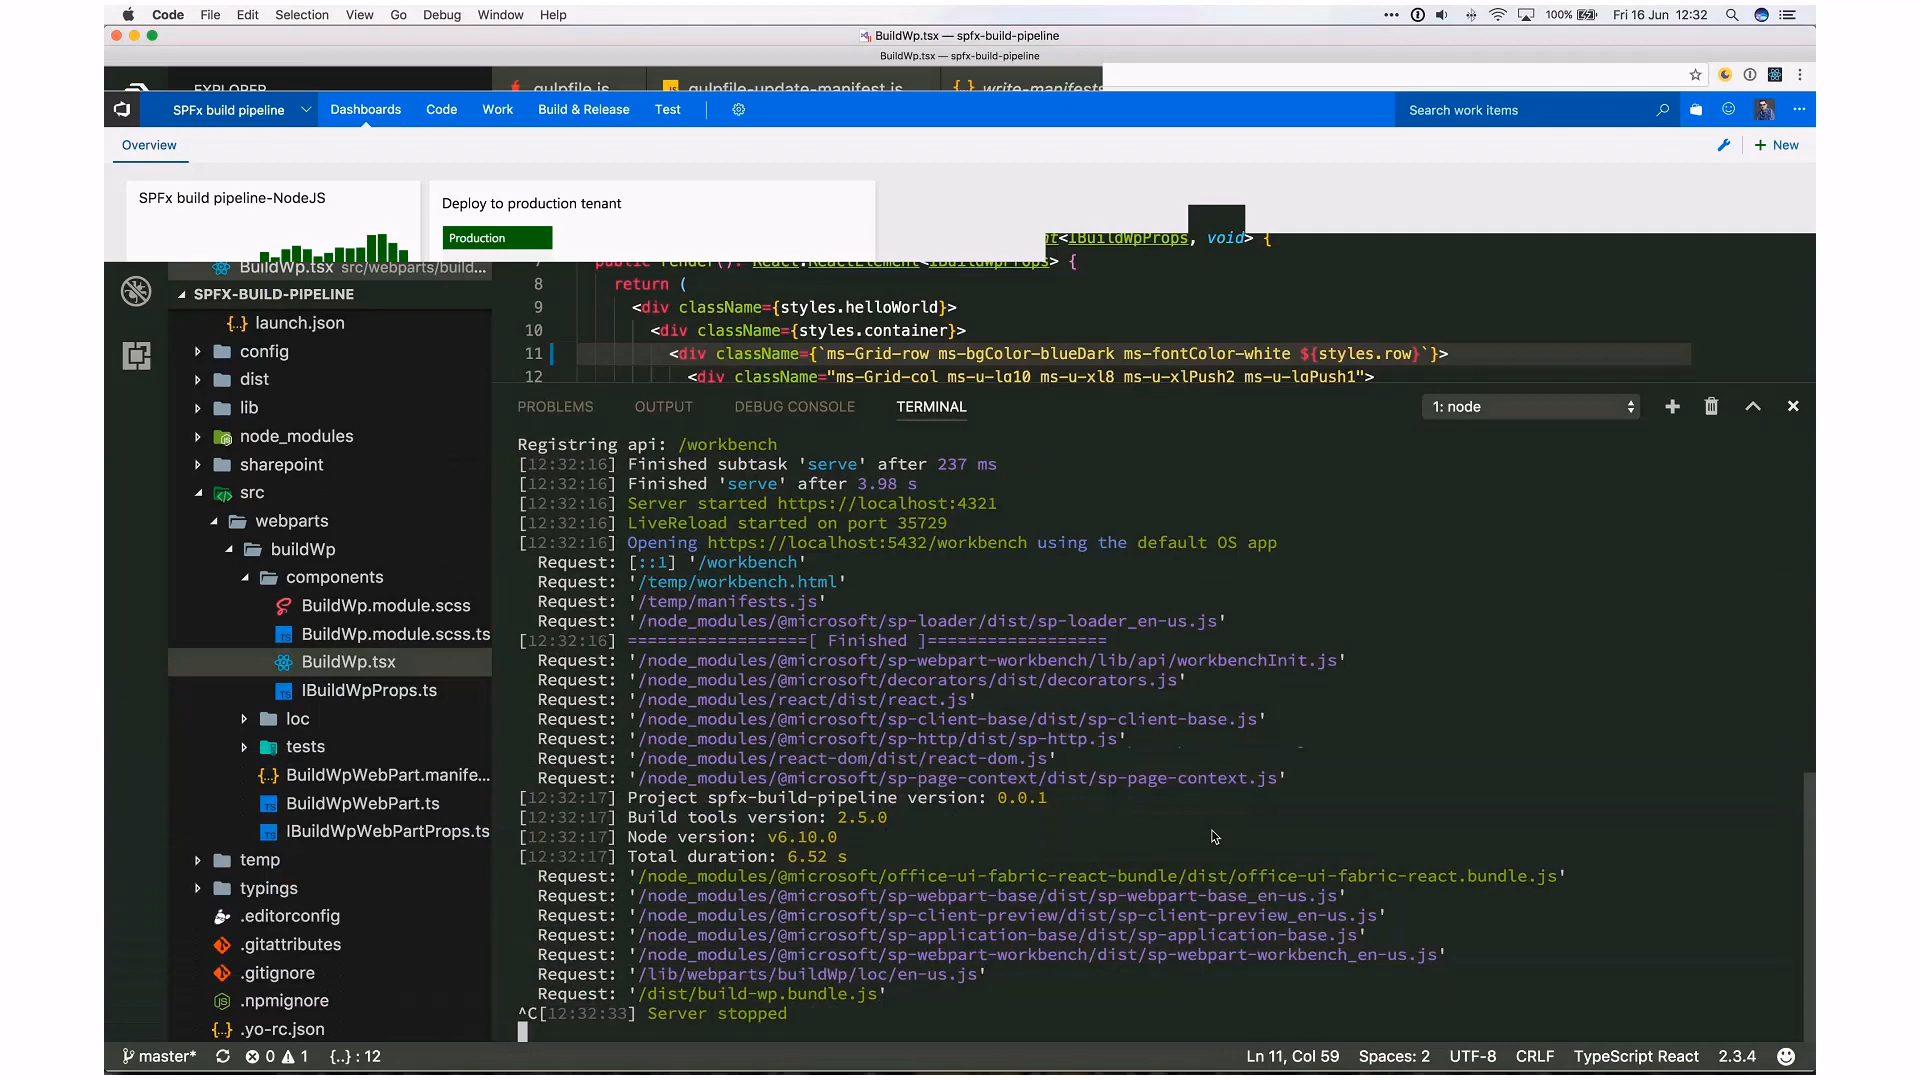 Code File Edit Selection View Go Debug Window Help 100% Fri 16 Jun 12:32
BuildWp.tsx — spfx-build-pipeline
BuildWp.tsx — spfx-build-pipeline
EXPLORER gulpfile.js gulpfile-update-manifest.js write-manifests
SPFx build pipeline Dashboards Code Work Build & Release Test Search work items
Overview New
SPFx build pipeline-NodeJS
Deploy to production tenant
Production
nt<IBuildWpProps, void> {
BuildWp.tsx src/webparts/build...
7 public render(): React.ReactElement<IBuildWpProps> {
8 return (
9 <div className={styles.helloWorld}>
10 <div className={styles.container}>
11 <div className={`ms-Grid-row ms-bgColor-blueDark ms-fontColor-white ${styles.row}`}>
12 <div className="ms-Grid-col ms-u-lg10 ms-u-xl8 ms-u-xlPush2 ms-u-lgPush1">
SPFX-BUILD-PIPELINE
launch.json
config
dist
lib
node_modules
sharepoint
src
webparts
buildWp
components
BuildWp.module.scss
BuildWp.module.scss.ts
BuildWp.tsx
IBuildWpProps.ts
loc
tests
BuildWpWebPart.manife...
BuildWpWebPart.ts
IBuildWpWebPartProps.ts
temp
typings
.editorconfig
.gitattributes
.gitignore
.npmignore
.yo-rc.json
PROBLEMS OUTPUT DEBUG CONSOLE TERMINAL 1: node
Registring api: /workbench
[12:32:16] Finished subtask 'serve' after 237 ms
[12:32:16] Finished 'serve' after 3.98 s
[12:32:16] Server started https://localhost:4321
[12:32:16] LiveReload started on port 35729
[12:32:16] Opening https://localhost:5432/workbench using the default OS app
Request: [::1] '/workbench'
Request: '/temp/workbench.html'
Request: '/temp/manifests.js'
Request: '/node_modules/@microsoft/sp-loader/dist/sp-loader_en-us.js'
[12:32:16] ==================[ Finished ]==================
Request: '/node_modules/@microsoft/sp-webpart-workbench/lib/api/workbenchInit.js'
Request: '/node_modules/@microsoft/decorators/dist/decorators.js'
Request: '/node_modules/react/dist/react.js'
Request: '/node_modules/@microsoft/sp-client-base/dist/sp-client-base.js'
Request: '/node_modules/@microsoft/sp-http/dist/sp-http.js'
Request: '/node_modules/react-dom/dist/react-dom.js'
Request: '/node_modules/@microsoft/sp-page-context/dist/sp-page-context.js'
[12:32:17] Project spfx-build-pipeline version: 0.0.1
[12:32:17] Build tools version: 2.5.0
[12:32:17] Node version: v6.10.0
[12:32:17] Total duration: 6.52 s
Request: '/node_modules/@microsoft/office-ui-fabric-react-bundle/dist/office-ui-fabric-react.bundle.js'
Request: '/node_modules/@microsoft/sp-webpart-base/dist/sp-webpart-base_en-us.js'
Request: '/node_modules/@microsoft/sp-client-preview/dist/sp-client-preview_en-us.js'
Request: '/node_modules/@microsoft/sp-application-base/dist/sp-application-base.js'
Request: '/node_modules/@microsoft/sp-webpart-workbench/dist/sp-webpart-workbench_en-us.js'
Request: '/lib/webparts/buildWp/loc/en-us.js'
Request: '/dist/build-wp.bundle.js'
^C[12:32:33] Server stopped
master* 0 1 {..} : 12 Ln 11, Col 59 Spaces: 2 UTF-8 CRLF TypeScript React 2.3.4